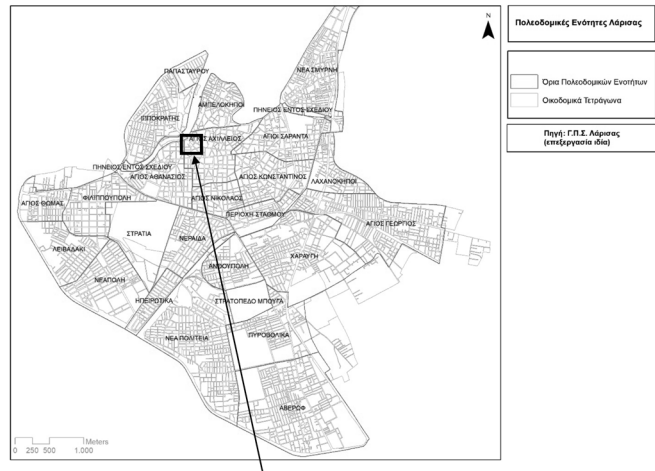 Πολεοδομικές Ενότητες Λάρισας
Όρια Πολεοδομικών Ενοτήτων
Οικοδομικά Τετράγωνα
Πηγή: Γ.Π.Σ. Λάρισας
(επεξεργασία ιδία)
N
ΠΑΠΑΣΤΑΥΡΟΥ
ΝΕΑ ΣΜΥΡΝΗ
ΑΜΠΕΛΟΚΗΠΟΙ
ΠΗΝΕΙΟΣ ΕΝΤΟΣ ΣΧΕΔΙΟΥ
ΙΠΠΟΚΡΑΤΗΣ
ΑΓΙΟΣ ΑΧΙΛΛΕΙΟΣ
ΑΓΙΟΙ ΣΑΡΑΝΤΑ
ΠΗΝΕΙΟΣ ΕΝΤΟΣ ΣΧΕΔΙΟΥ
ΑΓΙΟΣ ΑΘΑΝΑΣΙΟΣ
ΑΓΙΟΣ ΚΩΝΣΤΑΝΤΙΝΟΣ
ΛΑΧΑΝΟΚΗΠΟΙ
ΑΓΙΟΣ ΘΩΜΑΣ
ΦΙΛΙΠΠΟΥΠΟΛΗ
ΑΓΙΟΣ ΝΙΚΟΛΑΟΣ
ΠΕΡΙΟΧΗ ΣΤΑΘΜΟΥ
ΑΓΙΟΣ ΓΕΩΡΓΙΟΣ
ΣΤΡΑΤΙΑ
ΝΕΡΑΙΔΑ
ΛΕΙΒΑΔΑΚΙ
ΧΑΡΑΥΓΗ
ΑΝΘΟΥΠΟΛΗ
ΝΕΑΠΟΛΗ
ΗΠΕΙΡΩΤΙΚΑ
ΣΤΡΑΤΟΠΕΔΟ ΜΠΟΥΓΑ
ΝΕΑ ΠΟΛΙΤΕΙΑ
ΠΥΡΟΒΟΛΙΚΑ
ΑΒΕΡΩΦ
Meters
0 250 500 1.000